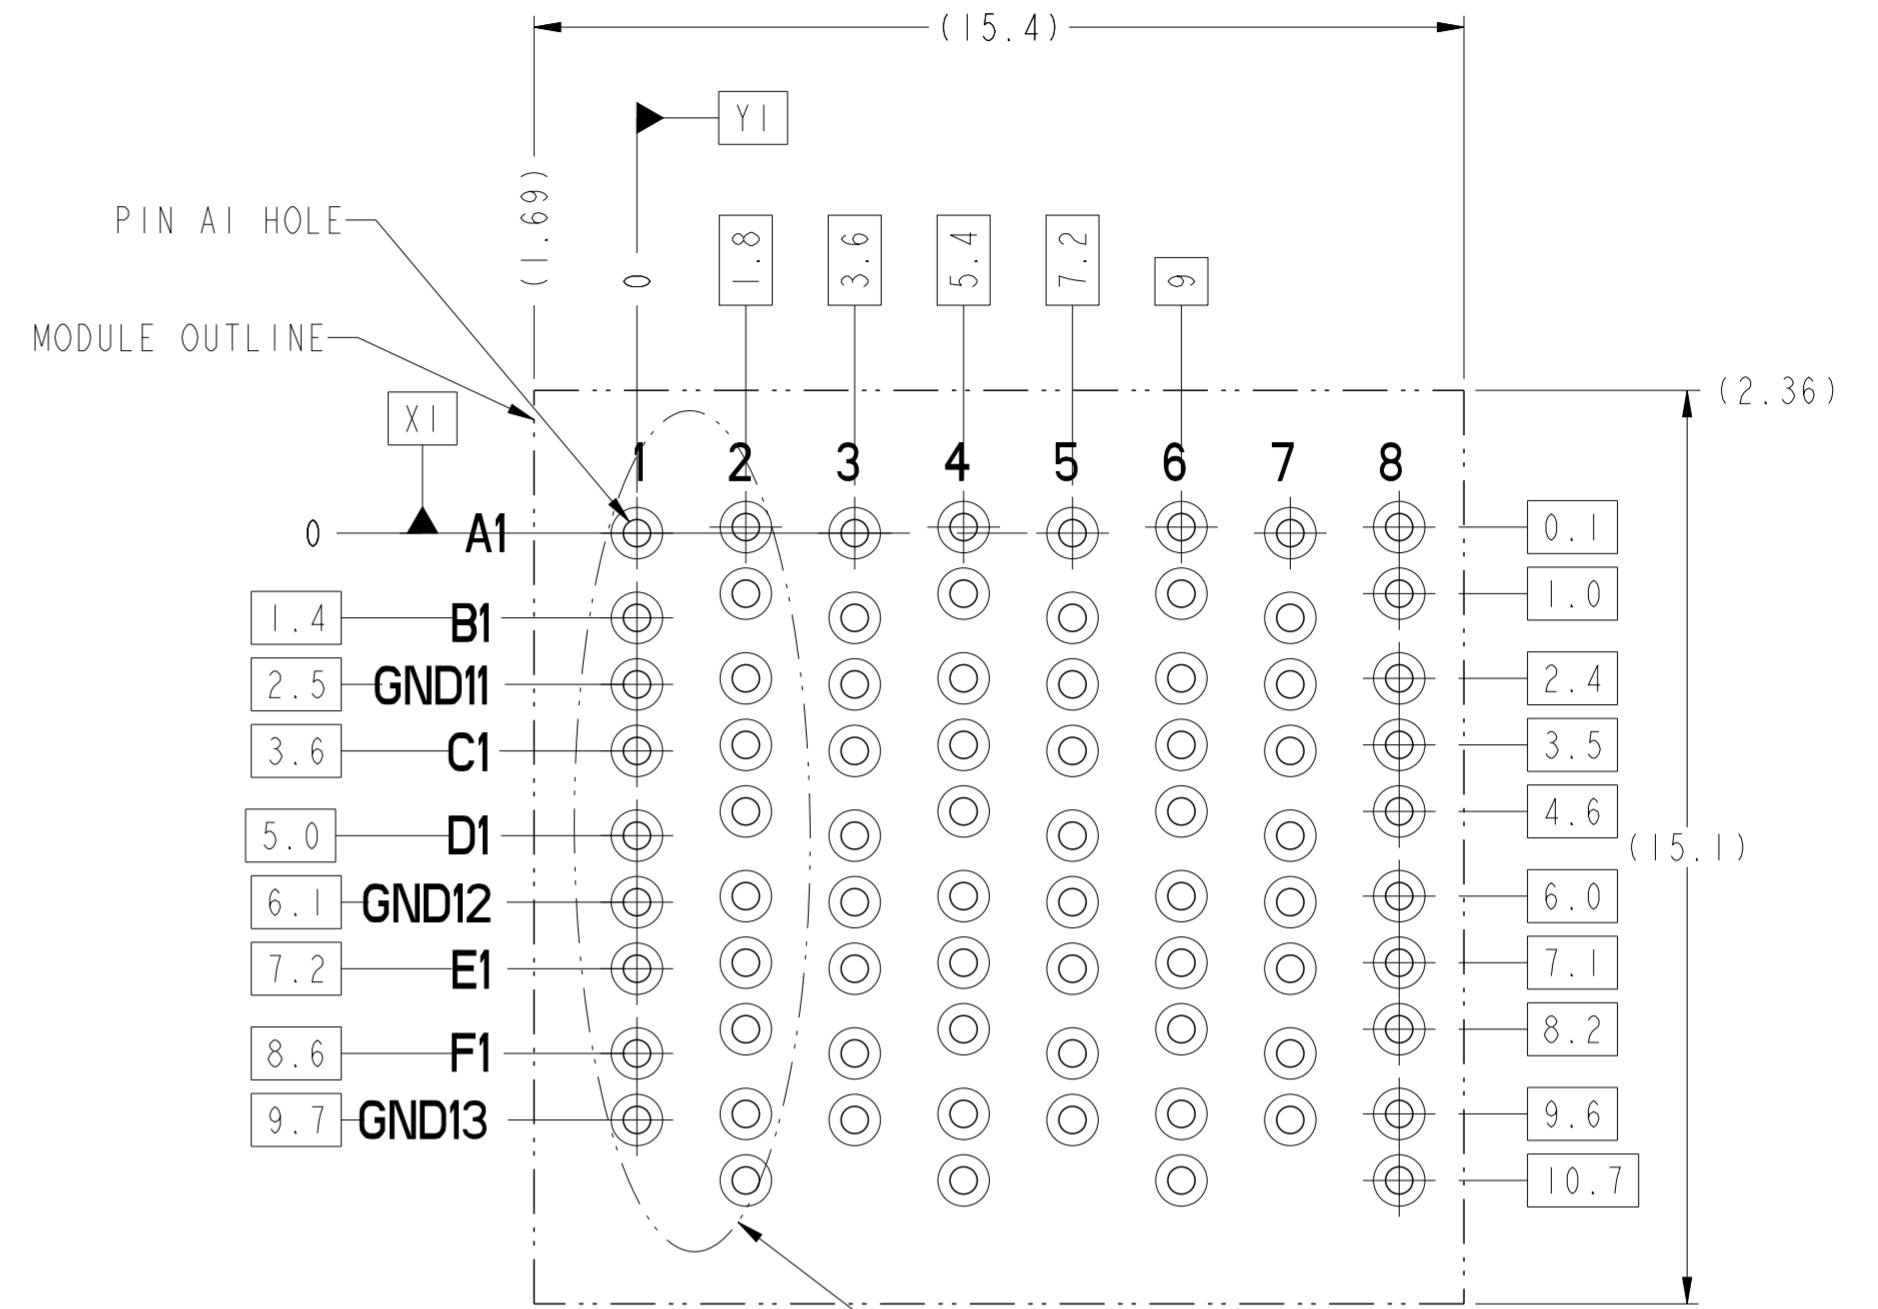 (15.4)
Y1
PIN A1 HOLE
(1.69)
0
1.8
3.6
5.4
7.2
9
MODULE OUTLINE
(2.36)
X1
1 2 3 4 5 6 7 8
0 A1 0.1
1.0
1.4 B1
2.5 GND11 2.4
3.6 C1 3.5
4.6
5.0 D1
(15.1)
6.1 GND12 6.0
7.2 E1 7.1
8.2
8.6 F1
9.7 GND13 9.6
10.7